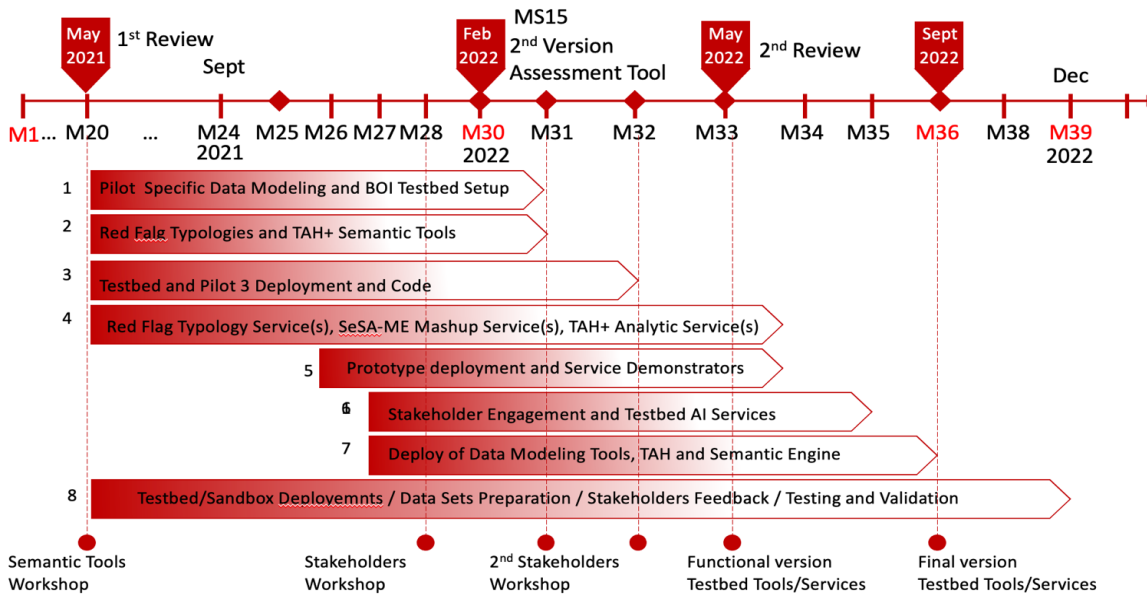 May
2021
1st Review
Sept
Feb
2022
MS15
2nd Version
Assessment Tool
May
2022
2nd Review
Sept
2022
Dec
M1 ... M20 ... M24 M25 M26 M27 M28 M30 M31 M32 M33 M34 M35 M36 M38 M39
2021 2022 2022
1 Pilot Specific Data Modeling and BOI Testbed Setup
2 Red Falg Typologies and TAH+ Semantic Tools
3 Testbed and Pilot 3 Deployment and Code
4 Red Flag Typology Service(s), SeSA-ME Mashup Service(s), TAH+ Analytic Service(s)
5 Prototype deployment and Service Demonstrators
Stakeholder Engagement and Testbed AI Services
7 Deploy of Data Modeling Tools, TAH and Semantic Engine
8 Testbed/Sandbox Deployemnts / Data Sets Preparation / Stakeholders Feedback / Testing and Validation
Semantic Tools
Workshop
Stakeholders
Workshop
2nd Stakeholders
Workshop
Functional version
Testbed Tools/Services
Final version
Testbed Tools/Services